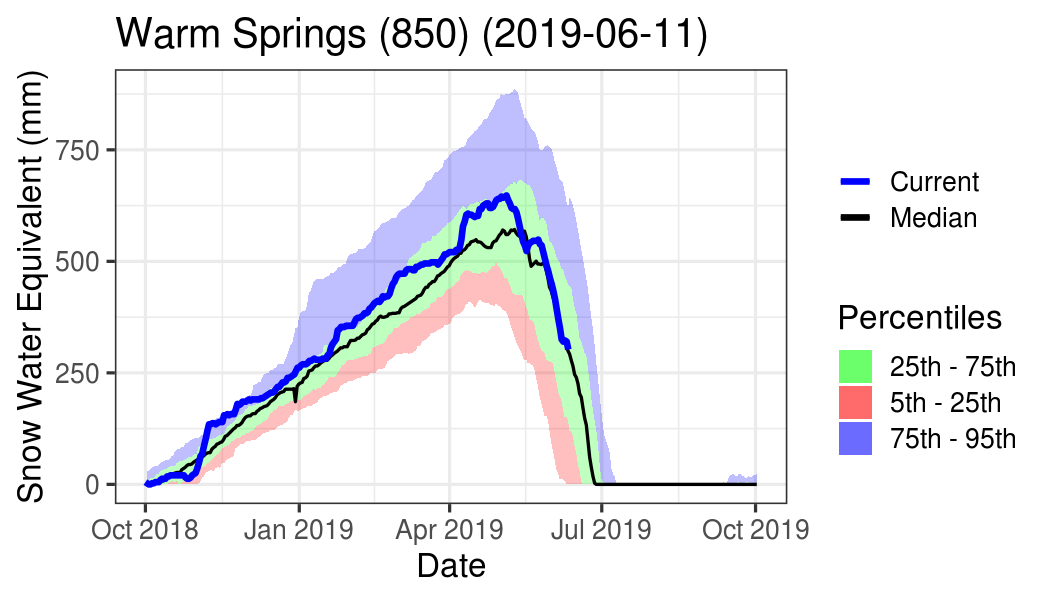 Warm Springs (850) (2019-06-11)
Snow Water Equivalent (mm)
750
500
250
0
Oct 2018 Jan 2019 Apr 2019 Jul 2019 Oct 2019
Date
Current
Median
Percentiles
25th - 75th
5th - 25th
75th - 95th